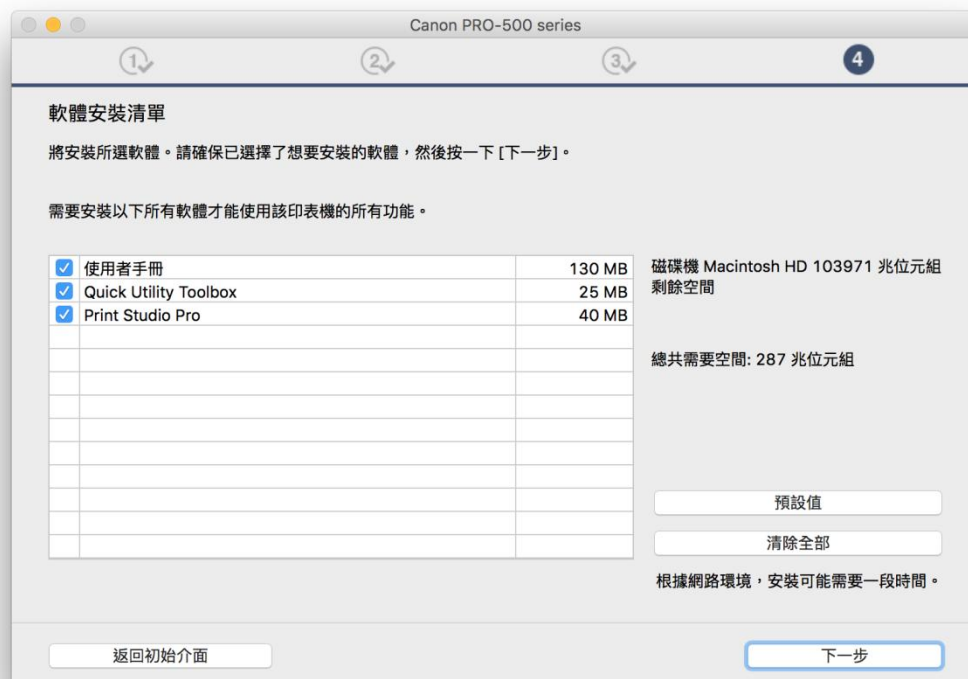 Canon PRO-500 series
1
2
3
4
軟體安裝清單
將安裝所選軟體。請確保已選擇了想要安裝的軟體，然後按一下 [下一步]。
需要安裝以下所有軟體才能使用該印表機的所有功能。
使用者手冊 130 MB
Quick Utility Toolbox 25 MB
Print Studio Pro 40 MB
磁碟機 Macintosh HD 103971 兆位元組
剩餘空間
總共需要空間: 287 兆位元組
預設值
清除全部
根據網路環境，安裝可能需要一段時間。
返回初始介面
下一步